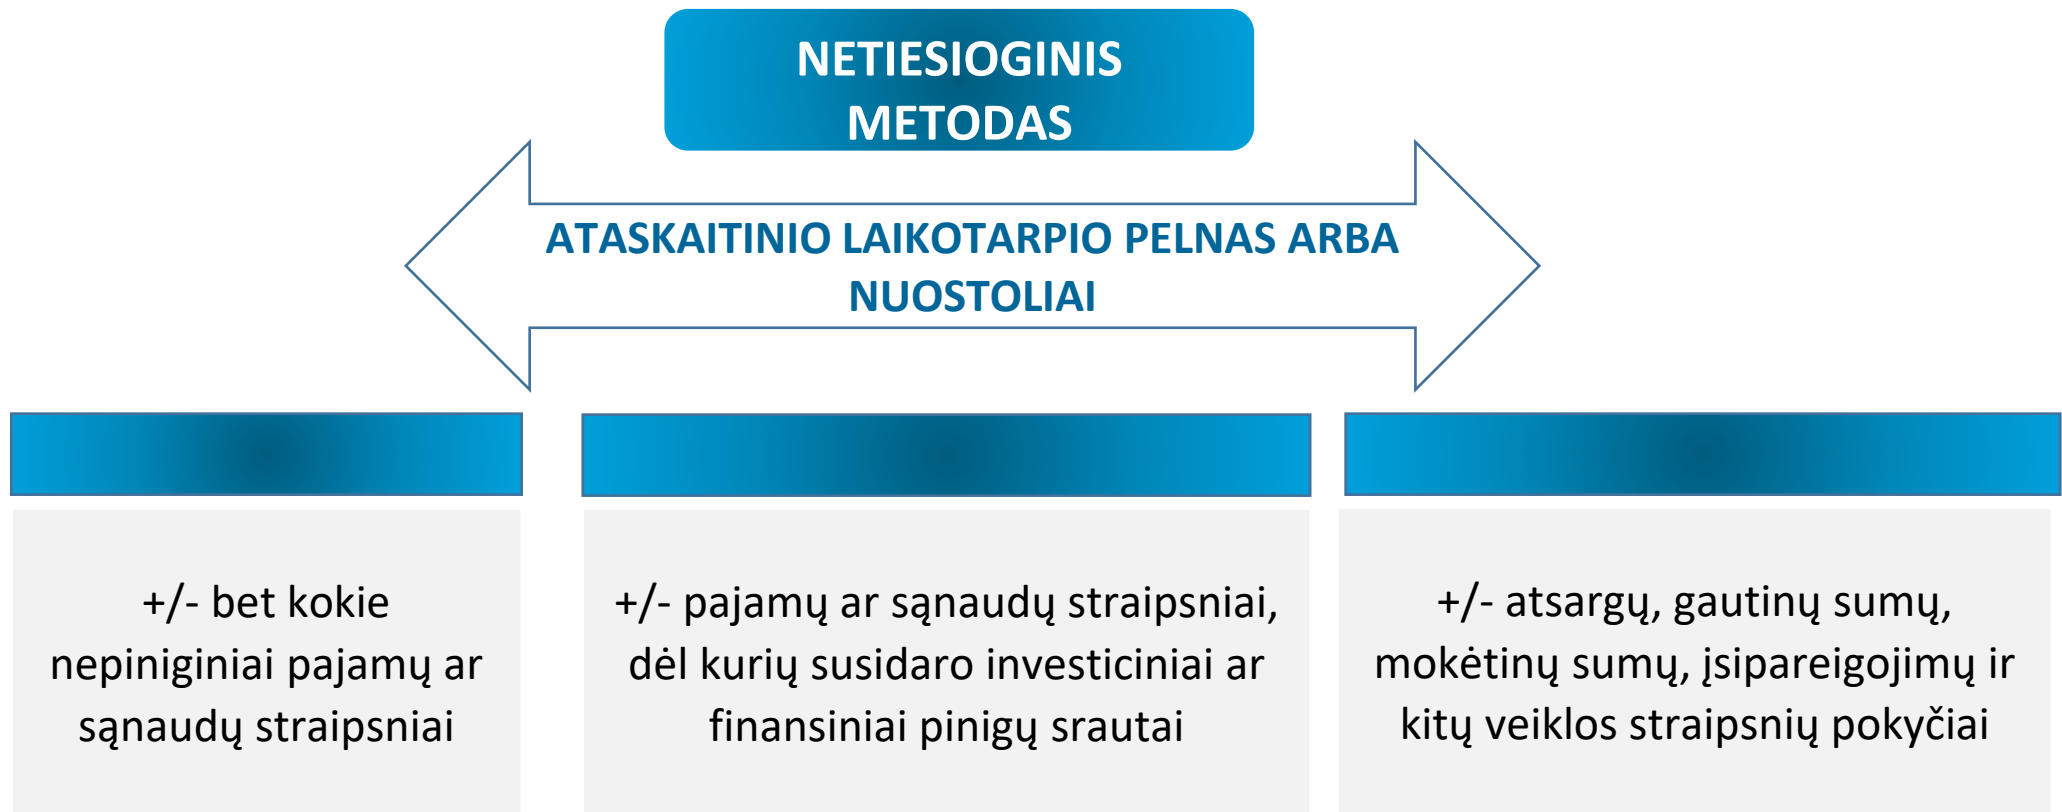 NETIESIOGINIS
METODAS
ATASKAITINIO LAIKOTARPIO PELNAS ARBA
NUOSTOLIAI
+/- bet kokie
nepiniginiai pajamų ar
sąnaudų straipsniai
+/- pajamų ar sąnaudų straipsniai,
dėl kurių susidaro investiciniai ar
finansiniai pinigų srautai
+/- atsargų, gautinų sumų,
mokėtinų sumų, įsipareigojimų ir
kitų veiklos straipsnių pokyčiai